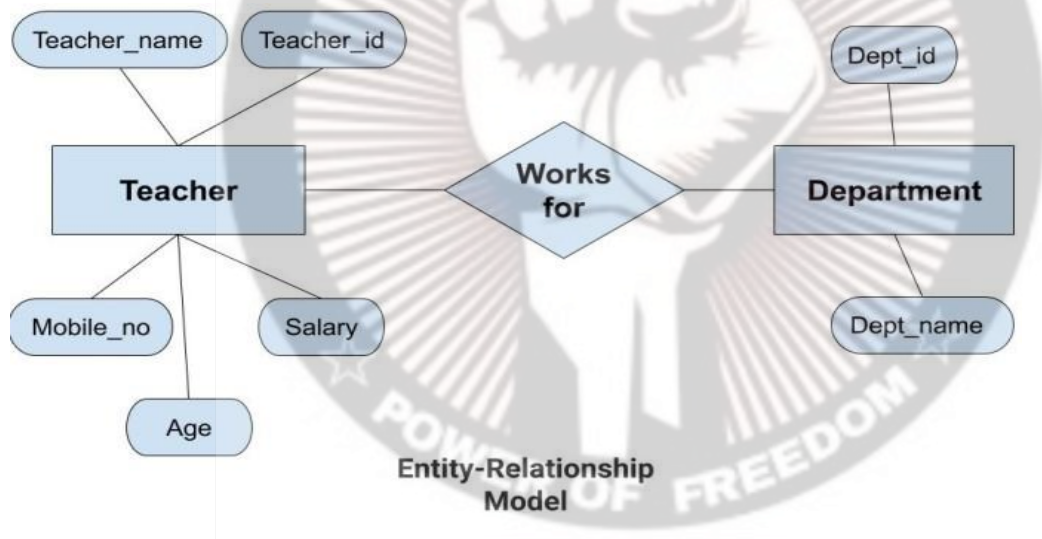 Teacher_name
Teacher_id
Dept_id
Teacher
Works
for
Department
Mobile_no
Salary
Dept_name
Age
Entity-Relationship
Model
POWER OF FREEDOM